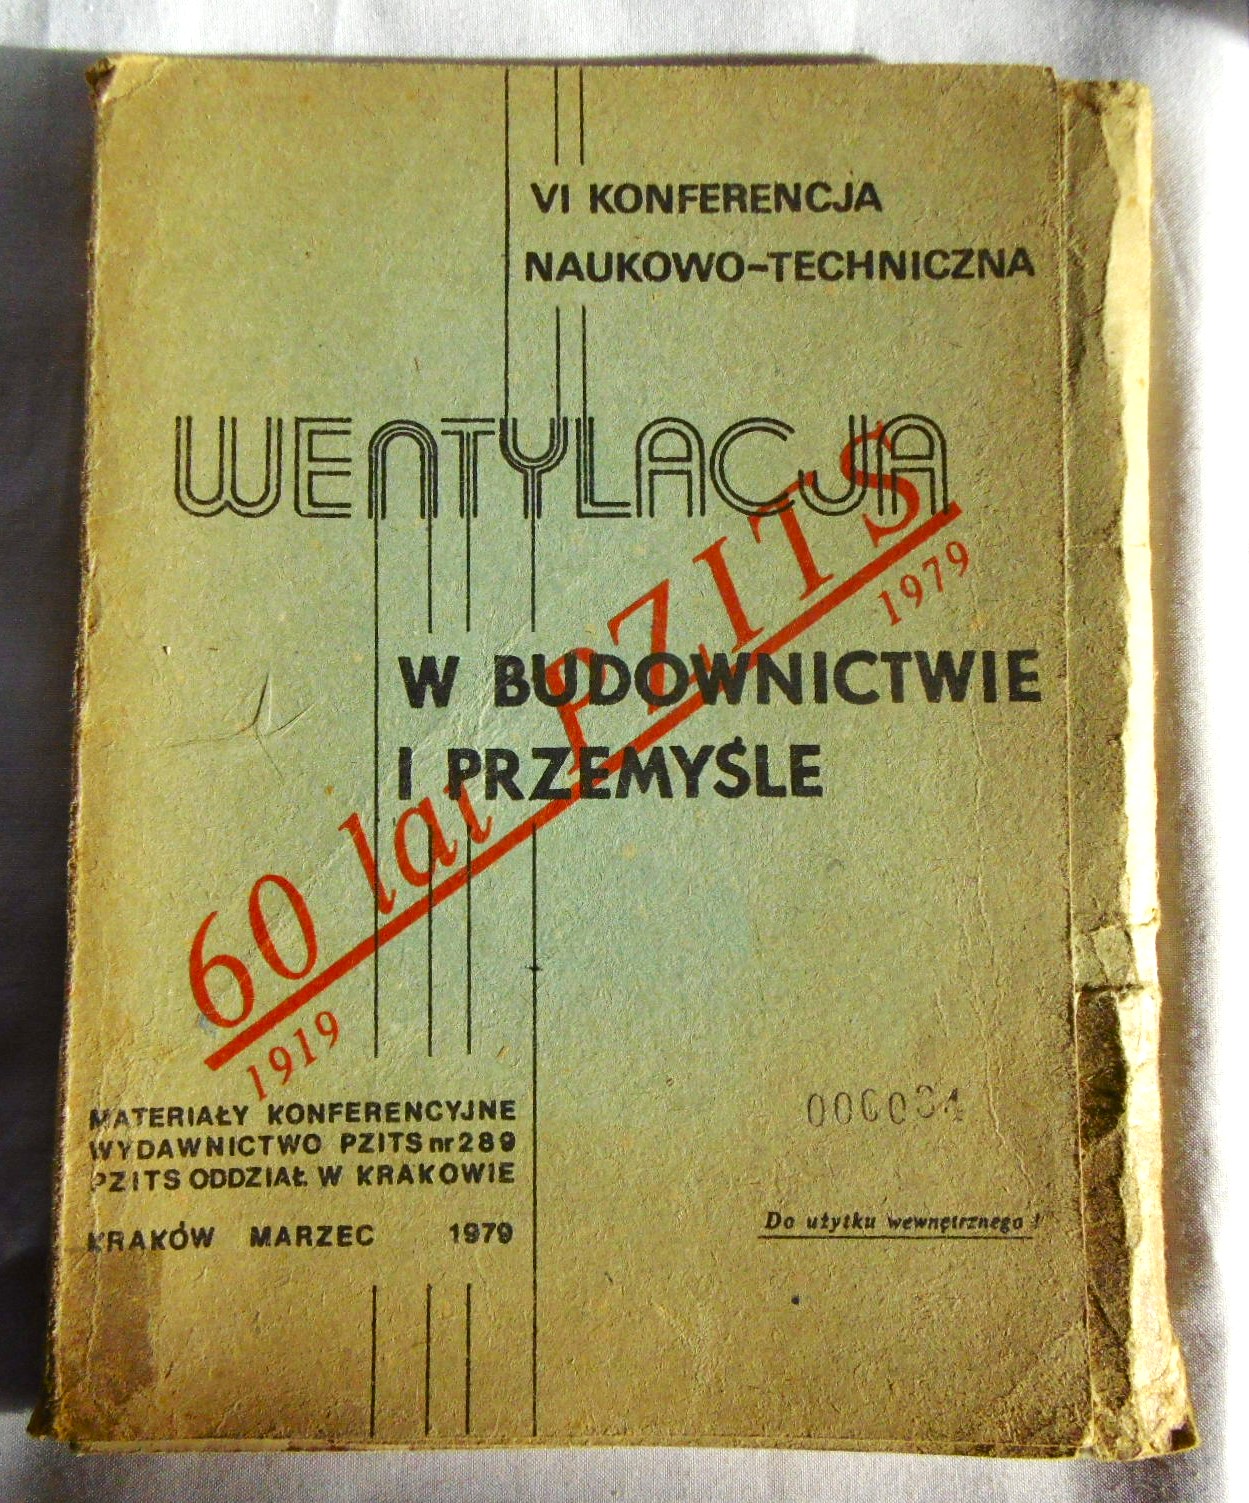 VI KONFERENCJA
NAUKOWO-TECHNICZNA
WENTYLACJA
W BUDOWNICTWIE
I PRZEMYŚLE
60 lat PZITS
1919
1979
MATERIAŁY KONFERENCYJNE
WYDAWNICTWO PZITS nr 289
PZITS ODDZIAŁ W KRAKOWIE
KRAKÓW MARZEC 1979
000034
Do użytku wewnętrznego !